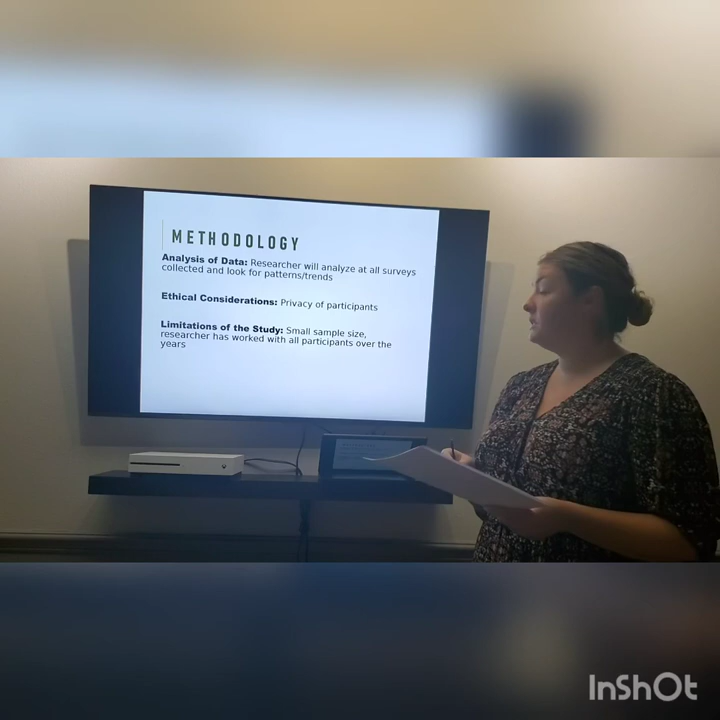 METHODOLOGY
Analysis of Data: Researcher will analyze at all surveys
collected and look for patterns/trends
Ethical Considerations: Privacy of participants
Limitations of the Study: Small sample size,
researcher has worked with all participants over the
years
InShOt